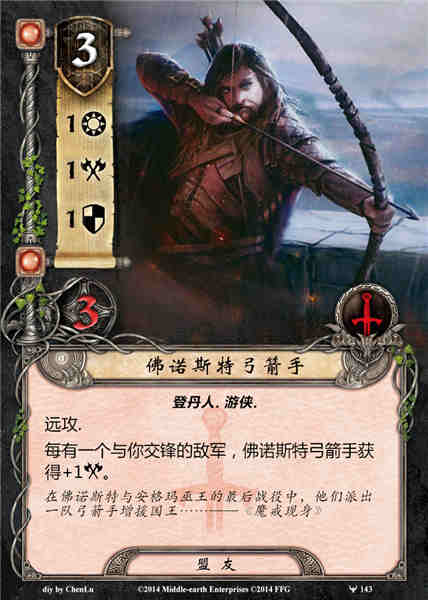 3
1
1
1
3
佛诺斯特弓箭手
登丹人. 游侠.
远攻.
每有一个与你交锋的敌军，佛诺斯特弓箭手获
得+1。
在佛诺斯特与安格玛巫王的最后战役中，他们派出
一队弓箭手增援国王…………《魔戒现身》
盟友
diy by ChenLu ©2014 Middle-earth Enterprises ©2014 FFG 143